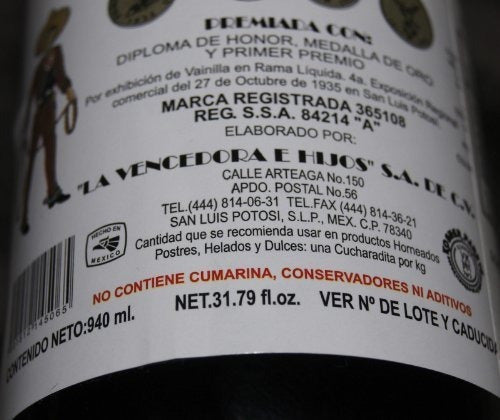 PREMIADA CON:
DIPLOMA DE HONOR, MEDALLA DE ORO
Y PRIMER PREMIO
Por exhibición de Vainilla en Rama Líquida. 4a. Exposición Regional
comercial del 27 de Octubre de 1935 en San Luis Potosí.
MARCA REGISTRADA 365108
REG. S.S.A. 84214 "A"
ELABORADO POR:
"LA VENCEDORA E HIJOS" S.A. DE C.V.
CALLE ARTEAGA No.150
APDO. POSTAL No.56
TEL.(444) 814-06-31 TEL.FAX (444) 814-36-21
SAN LUIS POTOSI, S.L.P., MEX. C.P. 78340
HECHO EN
MEXICO
Cantidad que se recomienda usar en productos Horneados
Postres, Helados y Dulces: una Cucharadita por kg
NO CONTIENE CUMARINA, CONSERVADORES NI ADITIVOS
CONTENIDO NETO:940 ml. NET.31.79 fl.oz. VER Nº DE LOTE Y CADUCIDA